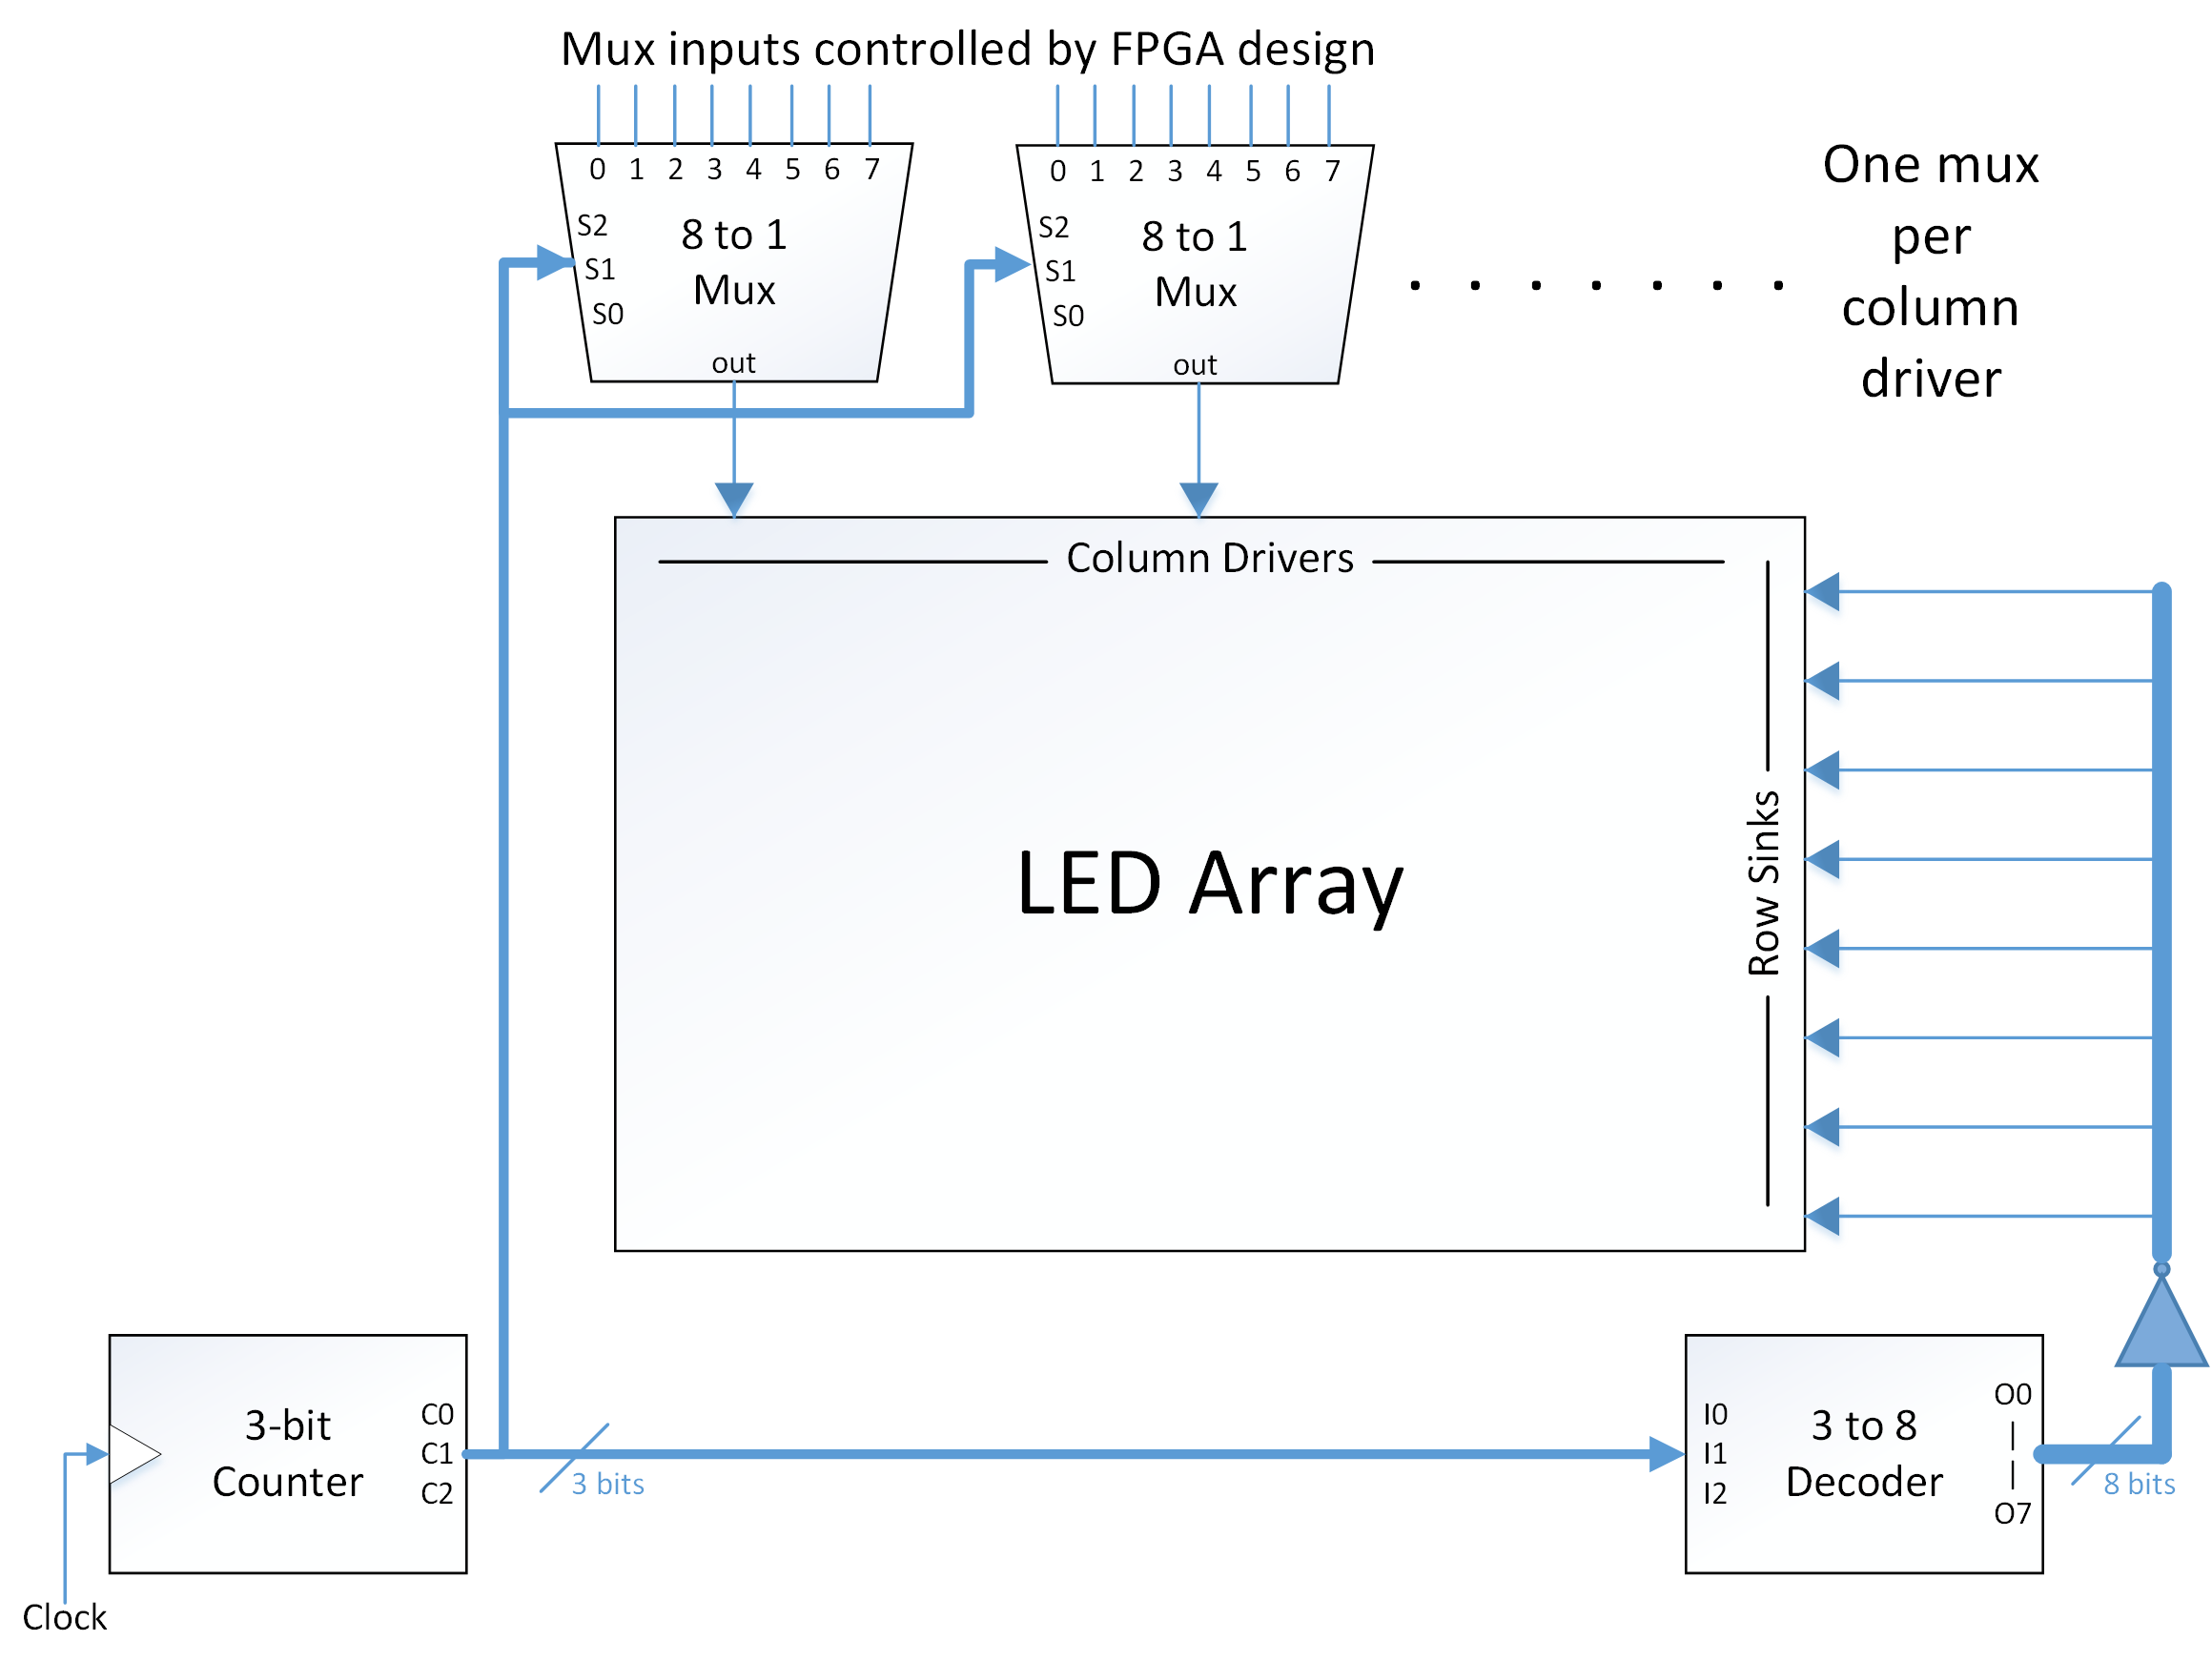 Mux inputs controlled by FPGA design
0 1 2 3 4 5 6 7
S2
S1
S0
8 to 1
Mux
out
0 1 2 3 4 5 6 7
S2
S1
S0
8 to 1
Mux
out
One mux
per
column
driver
Column Drivers
Row Sinks
LED Array
3-bit
Counter
C0
C1
C2
Clock
3 bits
I0
I1
I2
3 to 8
Decoder
O0
O7
8 bits